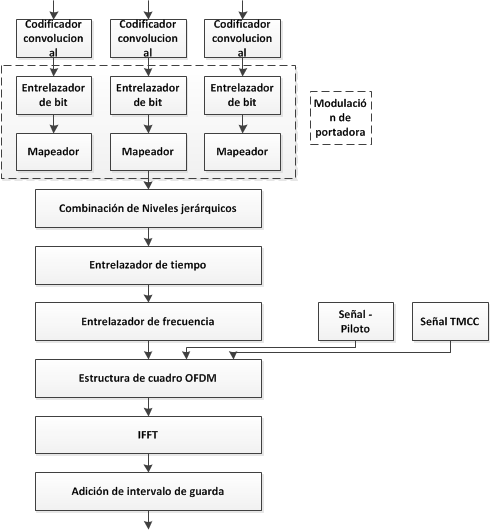 Codificador
convolucion
al
Codificador
convolucion
al
Codificador
convolucion
al
Entrelazador
de bit
Entrelazador
de bit
Entrelazador
de bit
Modulació
n de
portadora
Mapeador
Mapeador
Mapeador
Combinación de Niveles jerárquicos
Entrelazador de tiempo
Entrelazador de frecuencia
Señal -
Piloto
Señal TMCC
Estructura de cuadro OFDM
IFFT
Adición de intervalo de guarda